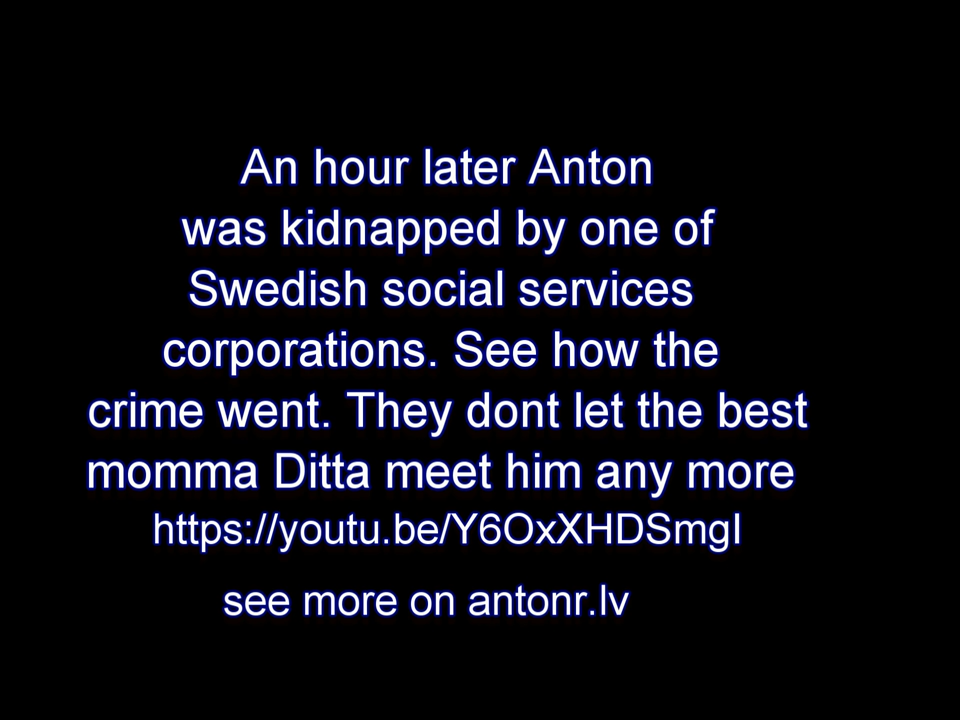 An hour later Anton
was kidnapped by one of
Swedish social services
corporations. See how the
crime went. They dont let the best
momma Ditta meet him any more
https://youtu.be/Y6OxXHDSmgI
see more on antonr.lv